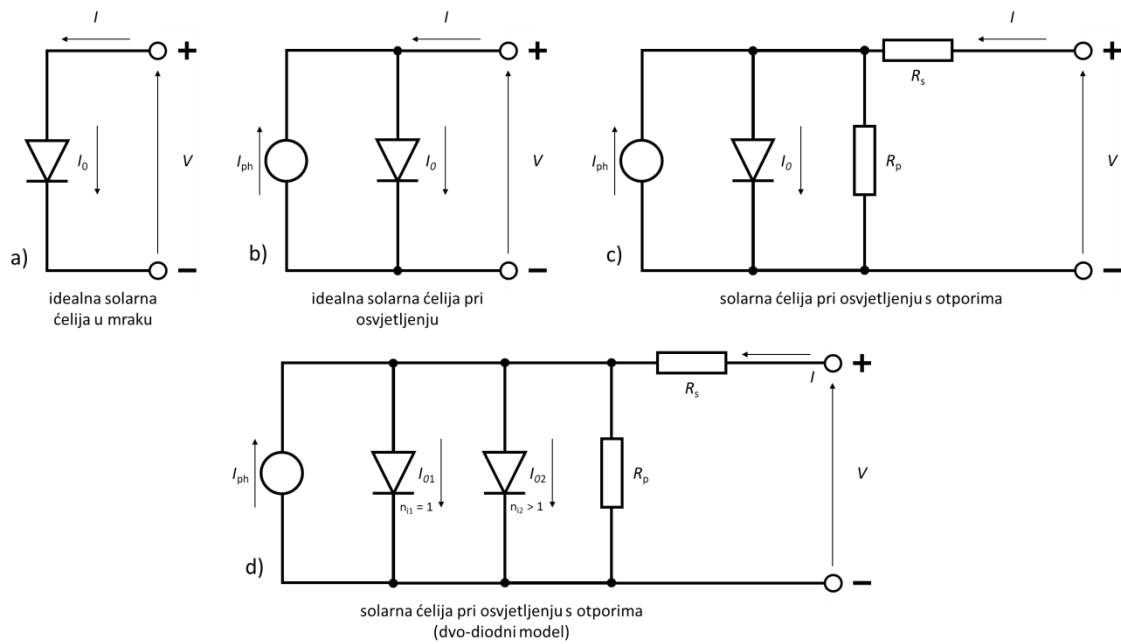 I
+
I0
V
−
a)
idealna solarna
ćelija u mraku
I
+
Iph
I0
V
−
b)
idealna solarna ćelija pri
osvjetljenju
I
+
Rs
Iph
I0
Rp
V
−
c)
solarna ćelija pri osvjetljenju s otporima
I
+
Rs
Iph
I01
ni1 = 1
I02
ni2 > 1
Rp
V
−
d)
solarna ćelija pri osvjetljenju s otporima
(dvo-diodni model)